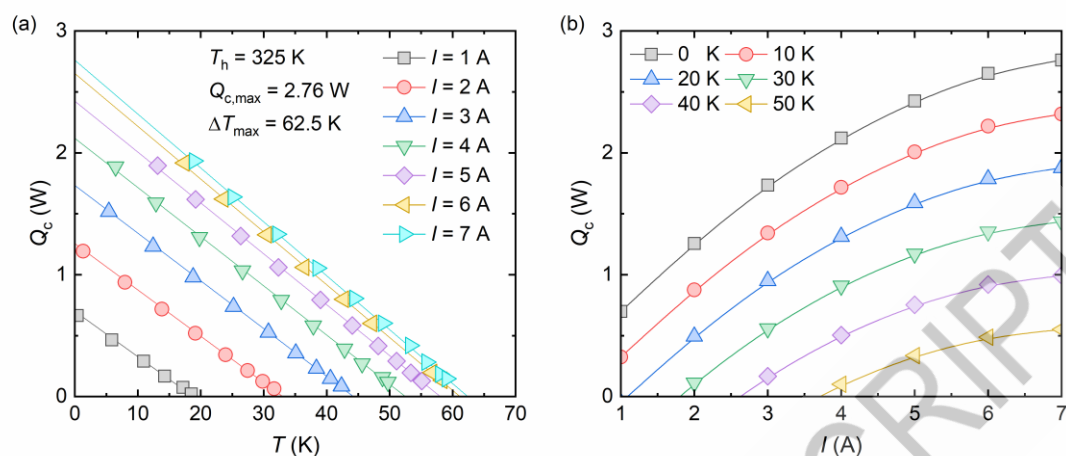 (a)
3
2
1
0
Q_c (W)
T_h = 325 K
Q_c,max = 2.76 W
ΔT_max = 62.5 K
I = 1 A
I = 2 A
I = 3 A
I = 4 A
I = 5 A
I = 6 A
I = 7 A
0 10 20 30 40 50 60 70
T (K)
(b)
3
2
1
0
Q_c (W)
0 K 10 K
20 K 30 K
40 K 50 K
1 2 3 4 5 6 7
I (A)
SCRIPT